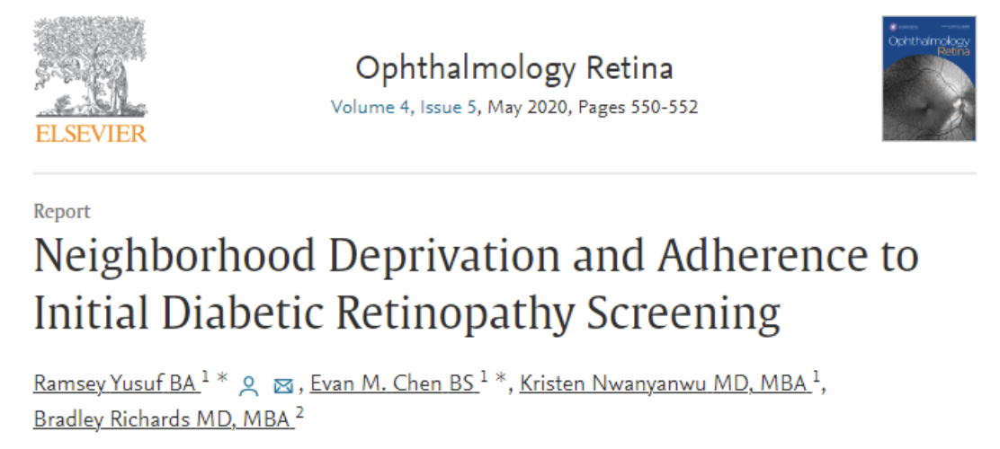 ELSEVIER
Ophthalmology Retina
Volume 4, Issue 5, May 2020, Pages 550-552
Ophthalmology
Retina
Report
Neighborhood Deprivation and Adherence to
Initial Diabetic Retinopathy Screening
Ramsey Yusuf BA 1 * , Evan M. Chen BS 1 *, Kristen Nwanyanwu MD, MBA 1,
Bradley Richards MD, MBA 2